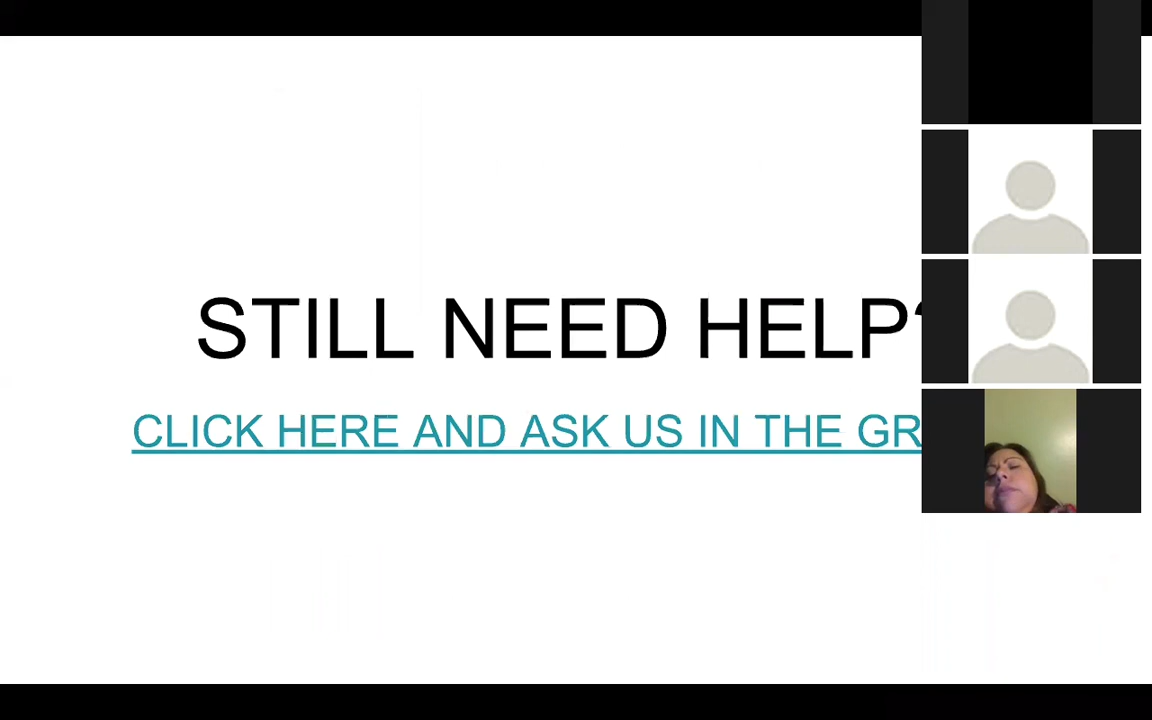 STILL NEED HELP?
CLICK HERE AND ASK US IN THE GR